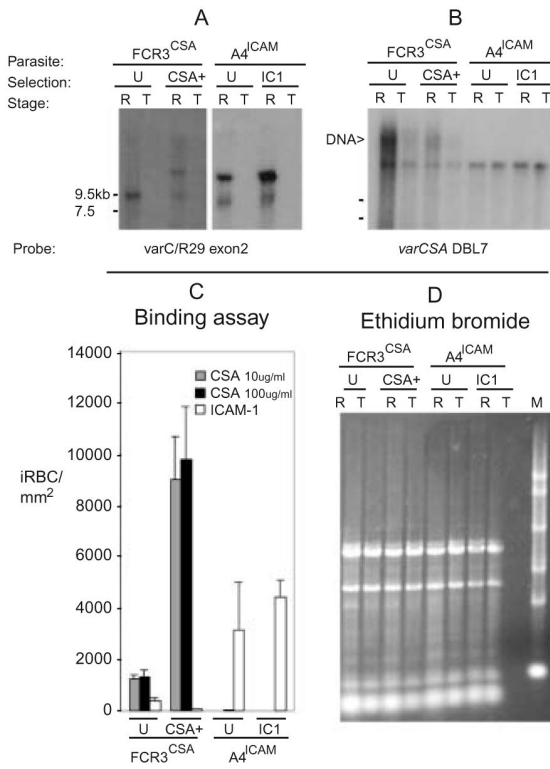 A
B
Parasite:
FCR3CSA
A4ICAM
FCR3CSA
A4ICAM
Selection:
U
CSA+
U
IC1
U
CSA+
U
IC1
Stage:
R T R T R T R T
R T R T R T R T
DNA>
9.5kb
7.5
Probe:
varC/R29 exon2
varCSA DBL7
C
Binding assay
D
Ethidium bromide
14000
12000
10000
8000
6000
4000
2000
0
iRBC/
mm2
CSA 10ug/ml
CSA 100ug/ml
ICAM-1
U
CSA+
U
IC1
FCR3CSA
A4ICAM
FCR3CSA
A4ICAM
U
CSA+
U
IC1
R T R T R T R T M